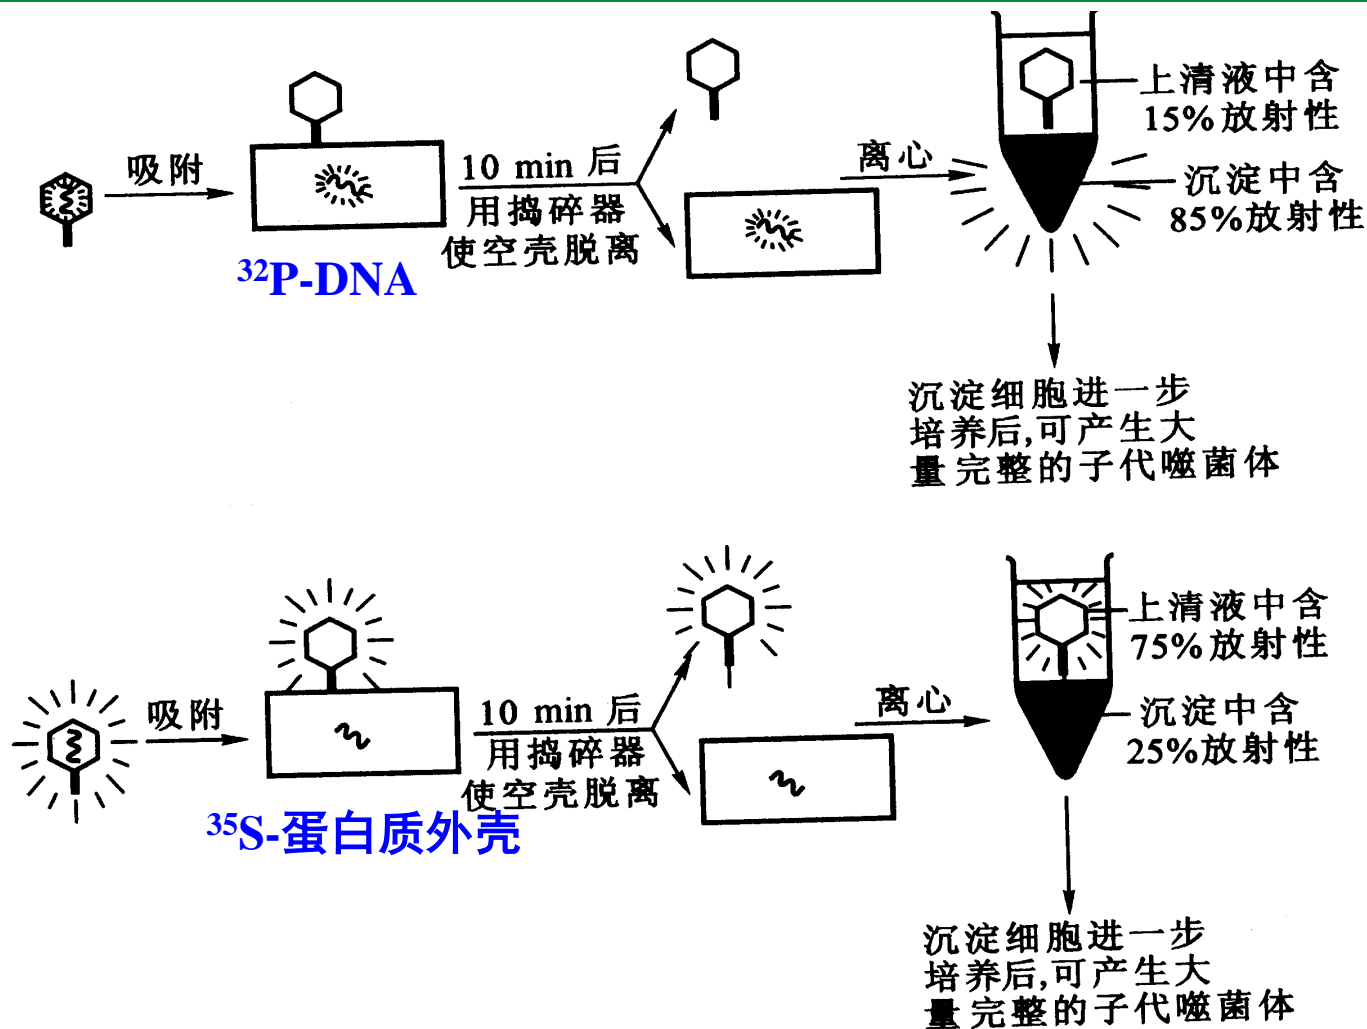 上清液中含
15%放射性
吸附
10 min 后
用捣碎器
使空壳脱离
离心
沉淀中含
85%放射性
³²P-DNA
沉淀细胞进一步
培养后,可产生大
量完整的子代噬菌体
上清液中含
75%放射性
吸附
10 min 后
用捣碎器
使空壳脱离
离心
沉淀中含
25%放射性
³⁵S-蛋白质外壳
沉淀细胞进一步
培养后,可产生大
量完整的子代噬菌体